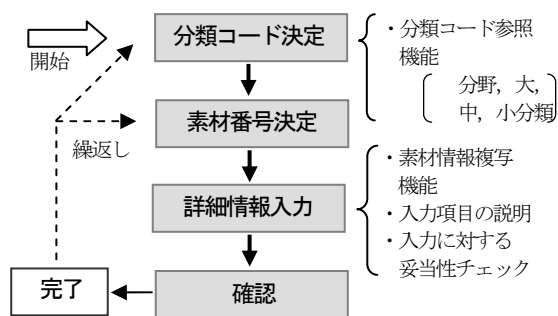 開始
分類コード決定
素材番号決定
繰返し
詳細情報入力
確認
完了
・分類コード参照
機能
分野，大，
中，小分類
・素材情報複写
機能
・入力項目の説明
・入力に対する
妥当性チェック